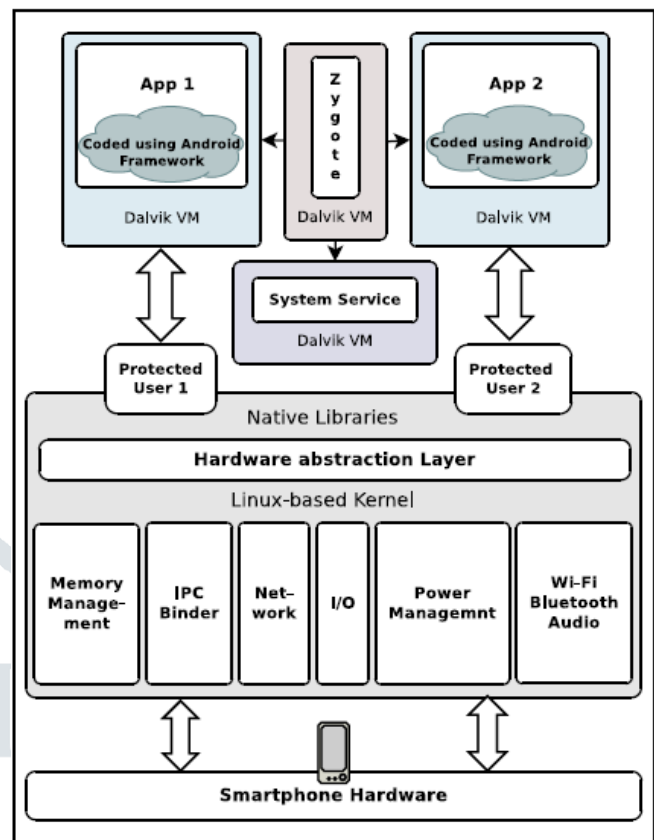 App 1
Coded using Android
Framework
Dalvik VM
Z
y
g
o
t
e
Dalvik VM
App 2
Coded using Android
Framework
Dalvik VM
System Service
Dalvik VM
Protected
User 1
Protected
User 2
Native Libraries
Hardware abstraction Layer
Linux-based Kernel
Memory
Manage-
ment
IPC
Binder
Net-
work
I/O
Power
Managemnt
Wi-Fi
Bluetooth
Audio
Smartphone Hardware